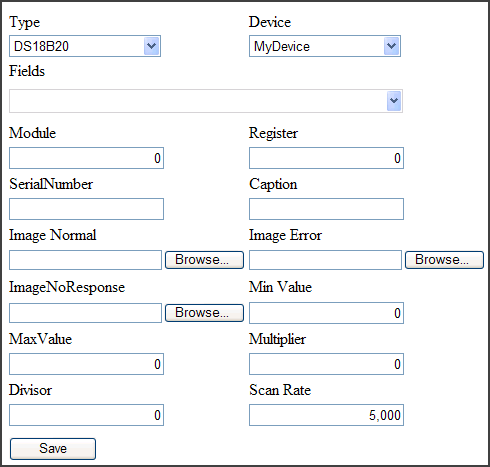 Type Device
DS18B20 MyDevice
Fields
Module Register
0 0
SerialNumber Caption
Image Normal Image Error
Browse... Browse...
ImageNoResponse Min Value
Browse... 0
MaxValue Multiplier
0 0
Divisor Scan Rate
0 5,000
Save